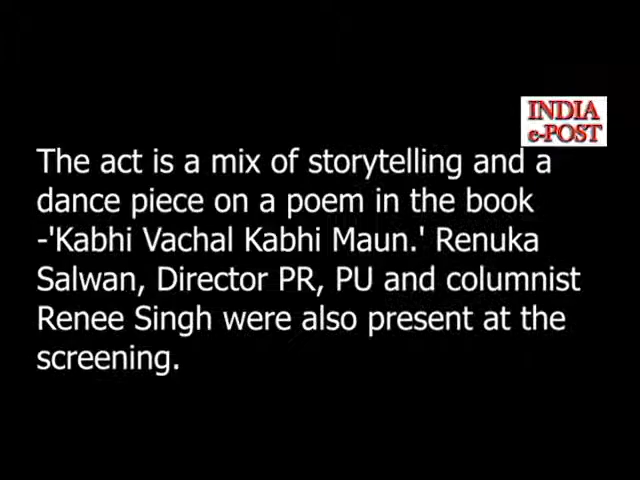 INDIA
e-POST
The act is a mix of storytelling and a
dance piece on a poem in the book
-'Kabhi Vachal Kabhi Maun.' Renuka
Salwan, Director PR, PU and columnist
Renee Singh were also present at the
screening.